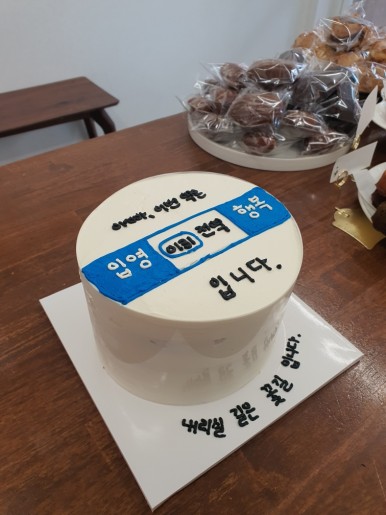 아빠, 이번 역은
입영 전역 행복
입니다.
내리실 길은 꽃길 입니다.